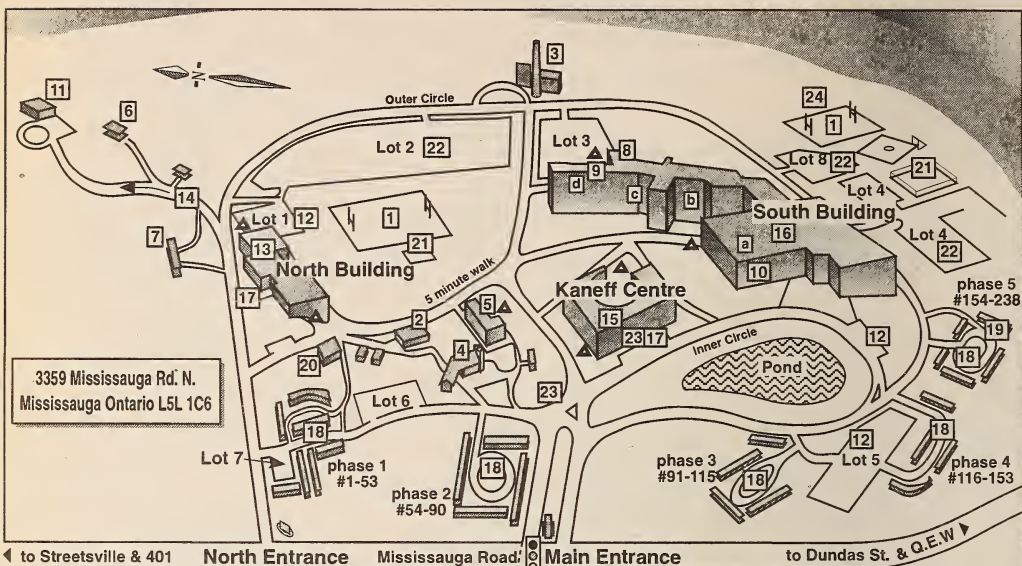 3
24
11
N
6
Outer Circle
1
Lot 2 22
Lot 3
8
9
Lot 8 22
21
d
c
b
Lot 4
14
Lot 1 12
1
South Building
16
13
a
Lot 4
22
7
21
North Building
10
5 minute walk
Kaneff Centre
phase 5
#154-238
17
5
15
2
23 17
Inner Circle
12
19
18
4
Pond
20
3359 Mississauga Rd. N.
Mississauga Ontario L5L 1C6
23
Lot 6
18
12
18
Lot 7
phase 1
#1-53
18
phase 3
#91-115
18
Lot 5
phase 4
#116-153
phase 2
#54-90
to Streetsville & 401
North Entrance
Mississauga Road
Main Entrance
to Dundas St. & Q.E.W